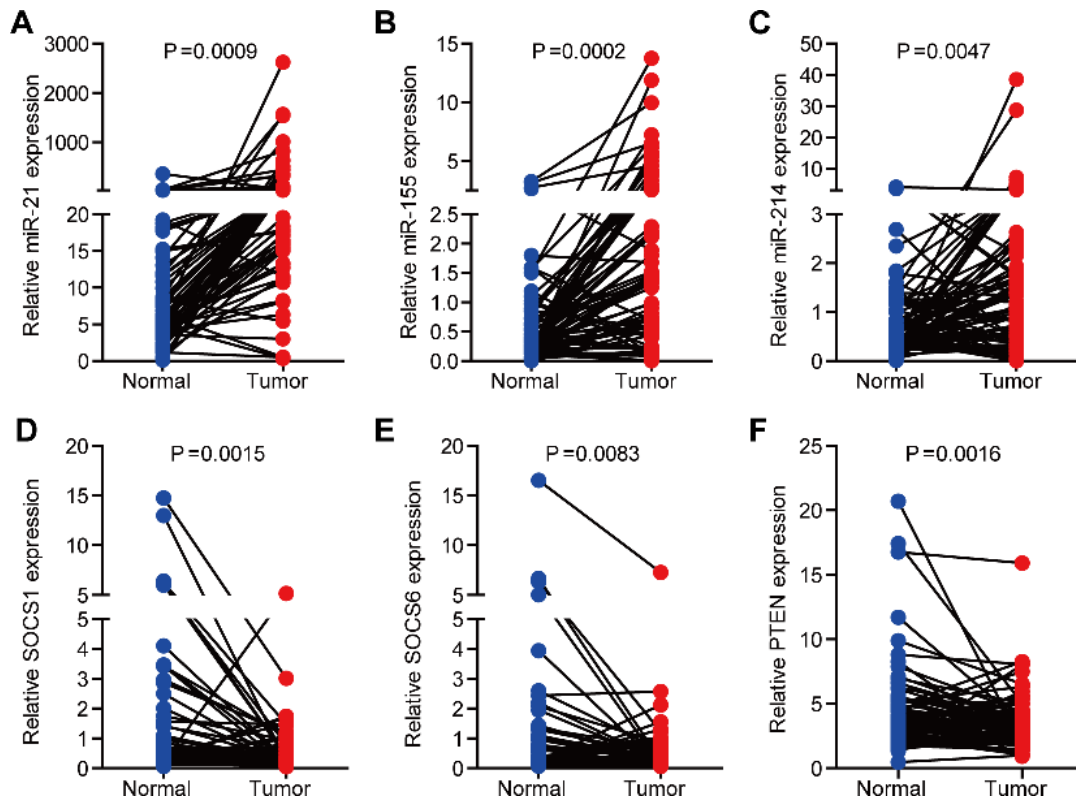 A
P=0.0009
Relative miR-21 expression
3000
2000
1000
20
15
10
5
0
Normal Tumor
B
P=0.0002
Relative miR-155 expression
15
10
5
2.5
2.0
1.5
1.0
0.5
0.0
Normal Tumor
C
P=0.0047
Relative miR-214 expression
50
40
30
20
10
3
2
1
0
Normal Tumor
D
P=0.0015
Relative SOCS1 expression
20
15
10
5
5
4
3
2
1
0
Normal Tumor
E
P=0.0083
Relative SOCS6 expression
20
15
10
5
5
4
3
2
1
0
Normal Tumor
F
P=0.0016
Relative PTEN expression
25
20
15
10
5
0
Normal Tumor